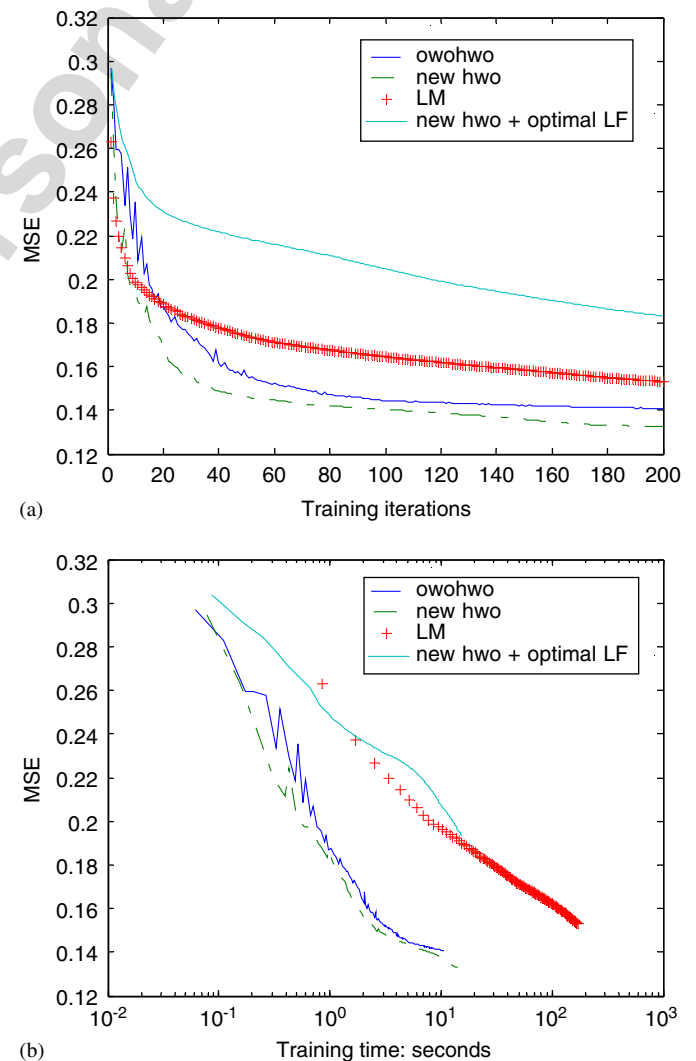 0.32
0.3
0.28
0.26
0.24
0.22
0.2
0.18
0.16
0.14
0.12
MSE
owohwo
new hwo
LM
new hwo + optimal LF
0 20 40 60 80 100 120 140 160 180 200
(a) Training iterations
0.32
0.3
0.28
0.26
0.24
0.22
0.2
0.18
0.16
0.14
0.12
MSE
owohwo
new hwo
LM
new hwo + optimal LF
10-2 10-1 100 101 102 103
(b) Training time: seconds